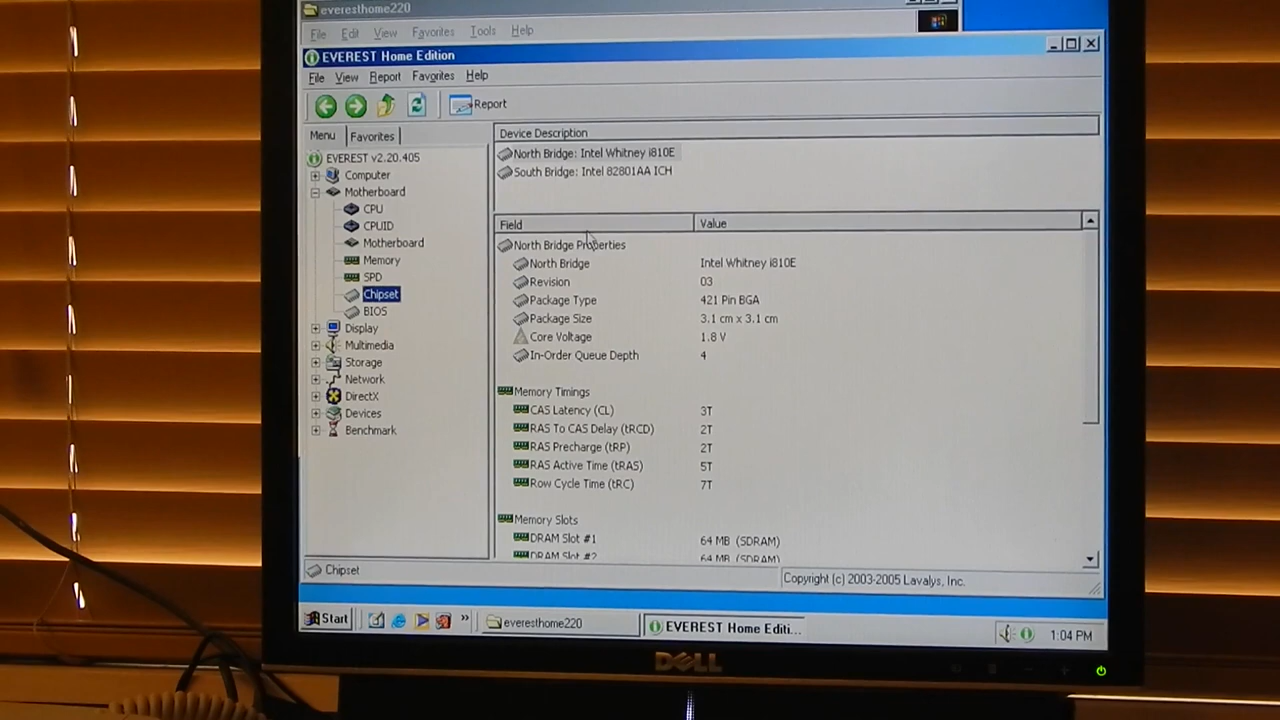 everesthome220
File Edit View Favorites Tools Help
EVEREST Home Edition
File View Report Favorites Help
Report
Menu Favorites
EVEREST v2.20.405
Computer
Motherboard
CPU
CPUID
Motherboard
Memory
SPD
Chipset
BIOS
Display
Multimedia
Storage
Network
DirectX
Devices
Benchmark
Device Description
North Bridge: Intel Whitney i810E
South Bridge: Intel 82801AA ICH
Field Value
North Bridge Properties
North Bridge Intel Whitney i810E
Revision 03
Package Type 421 Pin BGA
Package Size 3.1 cm x 3.1 cm
Core Voltage 1.8 V
In-Order Queue Depth 4
Memory Timings
CAS Latency (CL) 3T
RAS To CAS Delay (tRCD) 2T
RAS Precharge (tRP) 2T
RAS Active Time (tRAS) 5T
Row Cycle Time (tRC) 7T
Memory Slots
DRAM Slot #1 64 MB (SDRAM)
DRAM Slot #2 64 MB (SDRAM)
Chipset Copyright (c) 2003-2005 Lavalys, Inc.
Start » everesthome220 EVEREST Home Editi... 1:04 PM
DELL